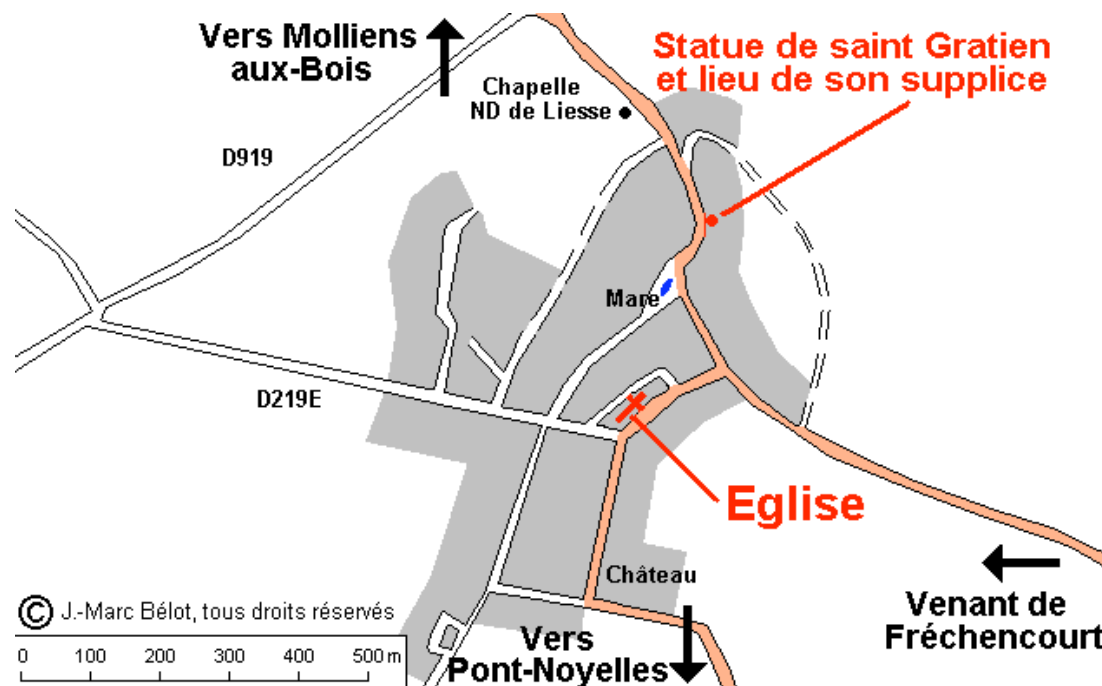 Vers Molliens
aux-Bois
Statue de saint Gratien
et lieu de son supplice
Chapelle
ND de Liesse
D919
Mare
D219E
Eglise
Château
© J.-Marc Bélot, tous droits réservés
0 100 200 300 400 500 m
Vers
Pont-Noyelles
Venant de
Fréchencourt